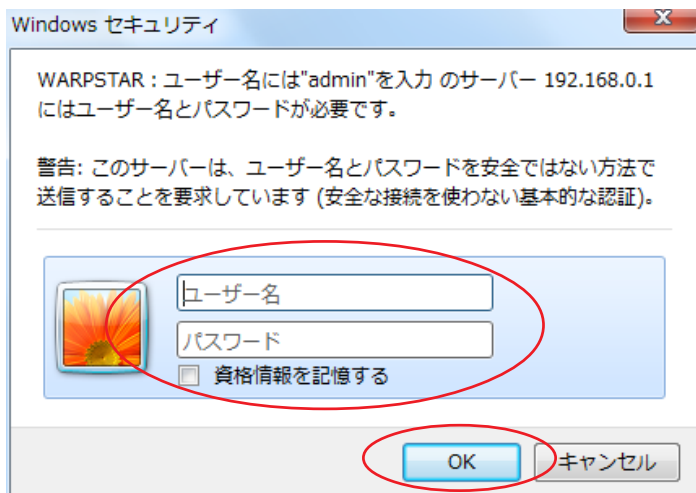 Windows セキュリティ
WARPSTAR : ユーザー名には"admin"を入力 のサーバー 192.168.0.1
にはユーザー名とパスワードが必要です。
警告: このサーバーは、ユーザー名とパスワードを安全ではない方法で
送信することを要求しています (安全な接続を使わない基本的な認証)。
ユーザー名
パスワード
資格情報を記憶する
OK
キャンセル